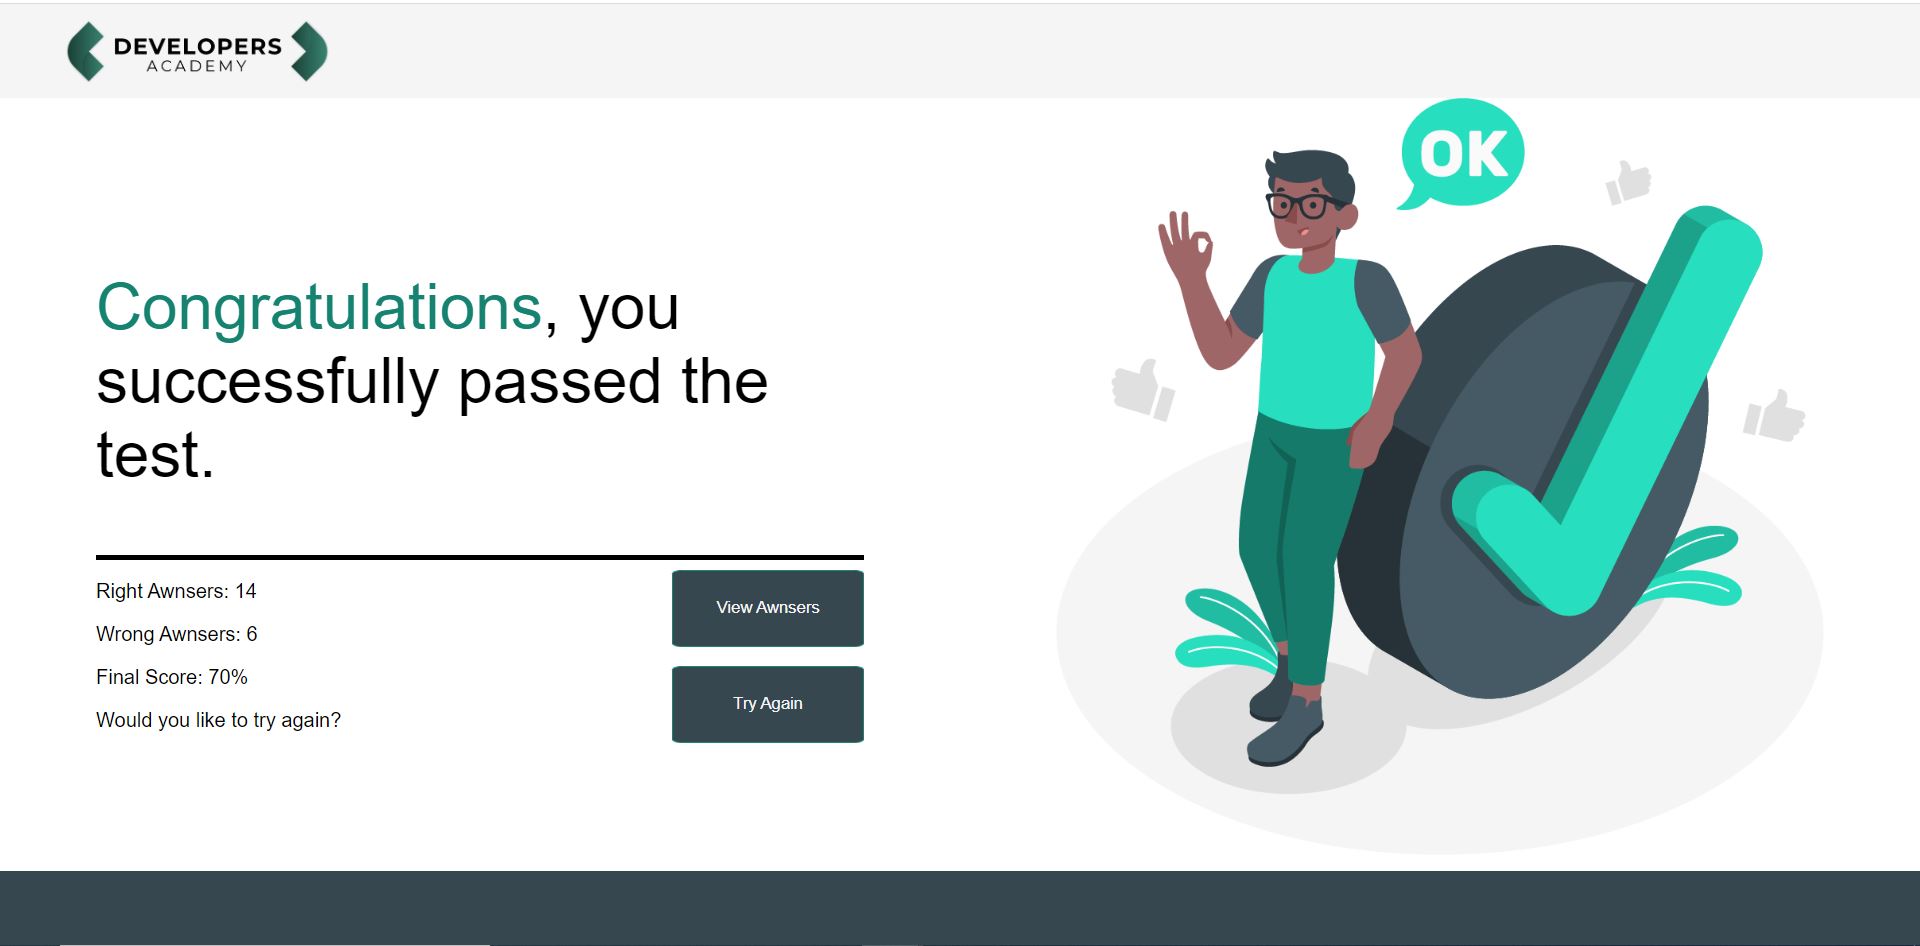 DEVELOPERS
ACADEMY
OK
Congratulations, you
successfully passed the
test.
Right Awnsers: 14
Wrong Awnsers: 6
Final Score: 70%
Would you like to try again?
View Awnsers
Try Again